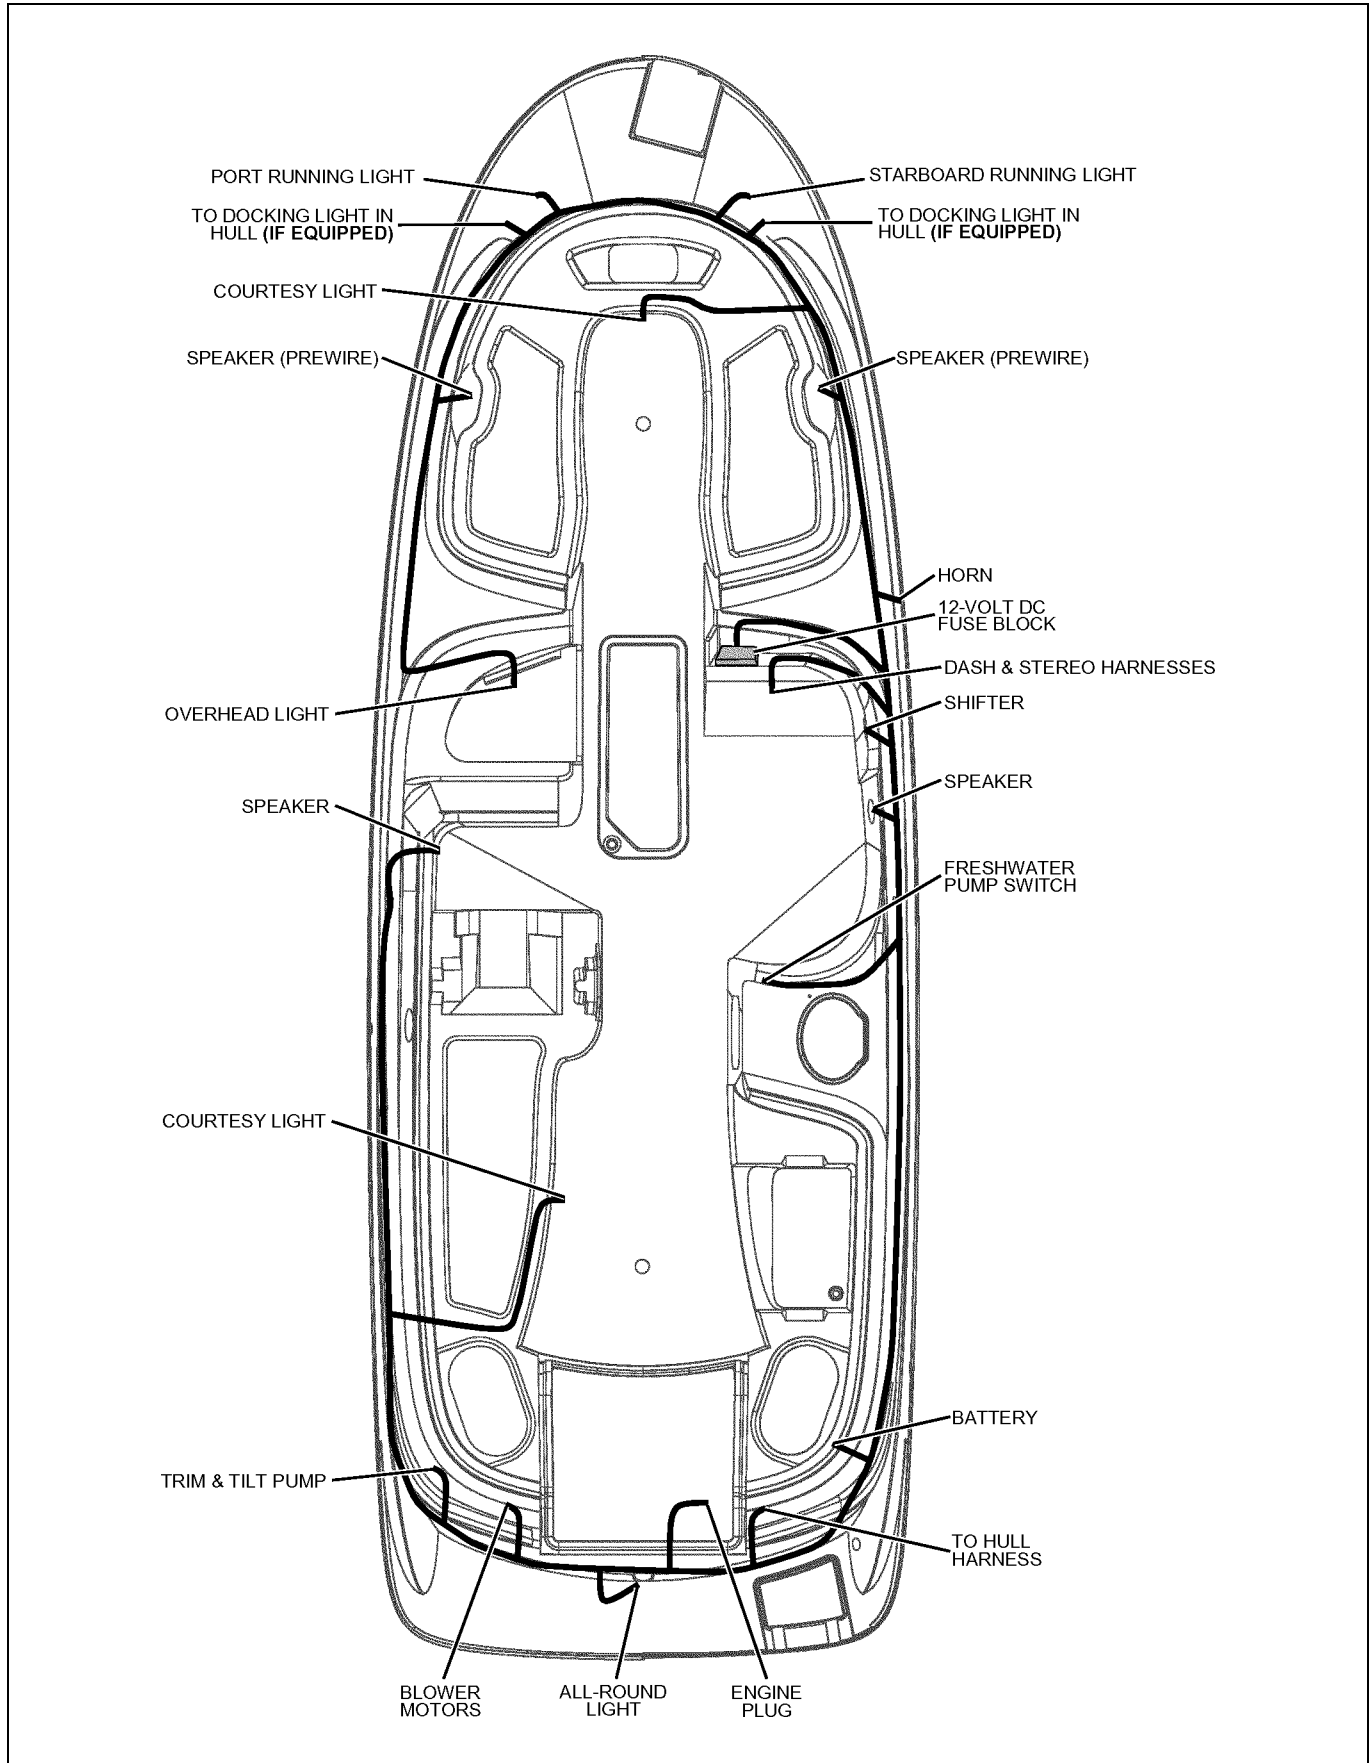 PORT RUNNING LIGHT
STARBOARD RUNNING LIGHT
TO DOCKING LIGHT IN
HULL (IF EQUIPPED)
TO DOCKING LIGHT IN
HULL (IF EQUIPPED)
COURTESY LIGHT
SPEAKER (PREWIRE)
SPEAKER (PREWIRE)
HORN
12-VOLT DC
FUSE BLOCK
DASH & STEREO HARNESSES
SHIFTER
OVERHEAD LIGHT
SPEAKER
SPEAKER
FRESHWATER
PUMP SWITCH
COURTESY LIGHT
BATTERY
TRIM & TILT PUMP
TO HULL
HARNESS
BLOWER
MOTORS
ALL-ROUND
LIGHT
ENGINE
PLUG